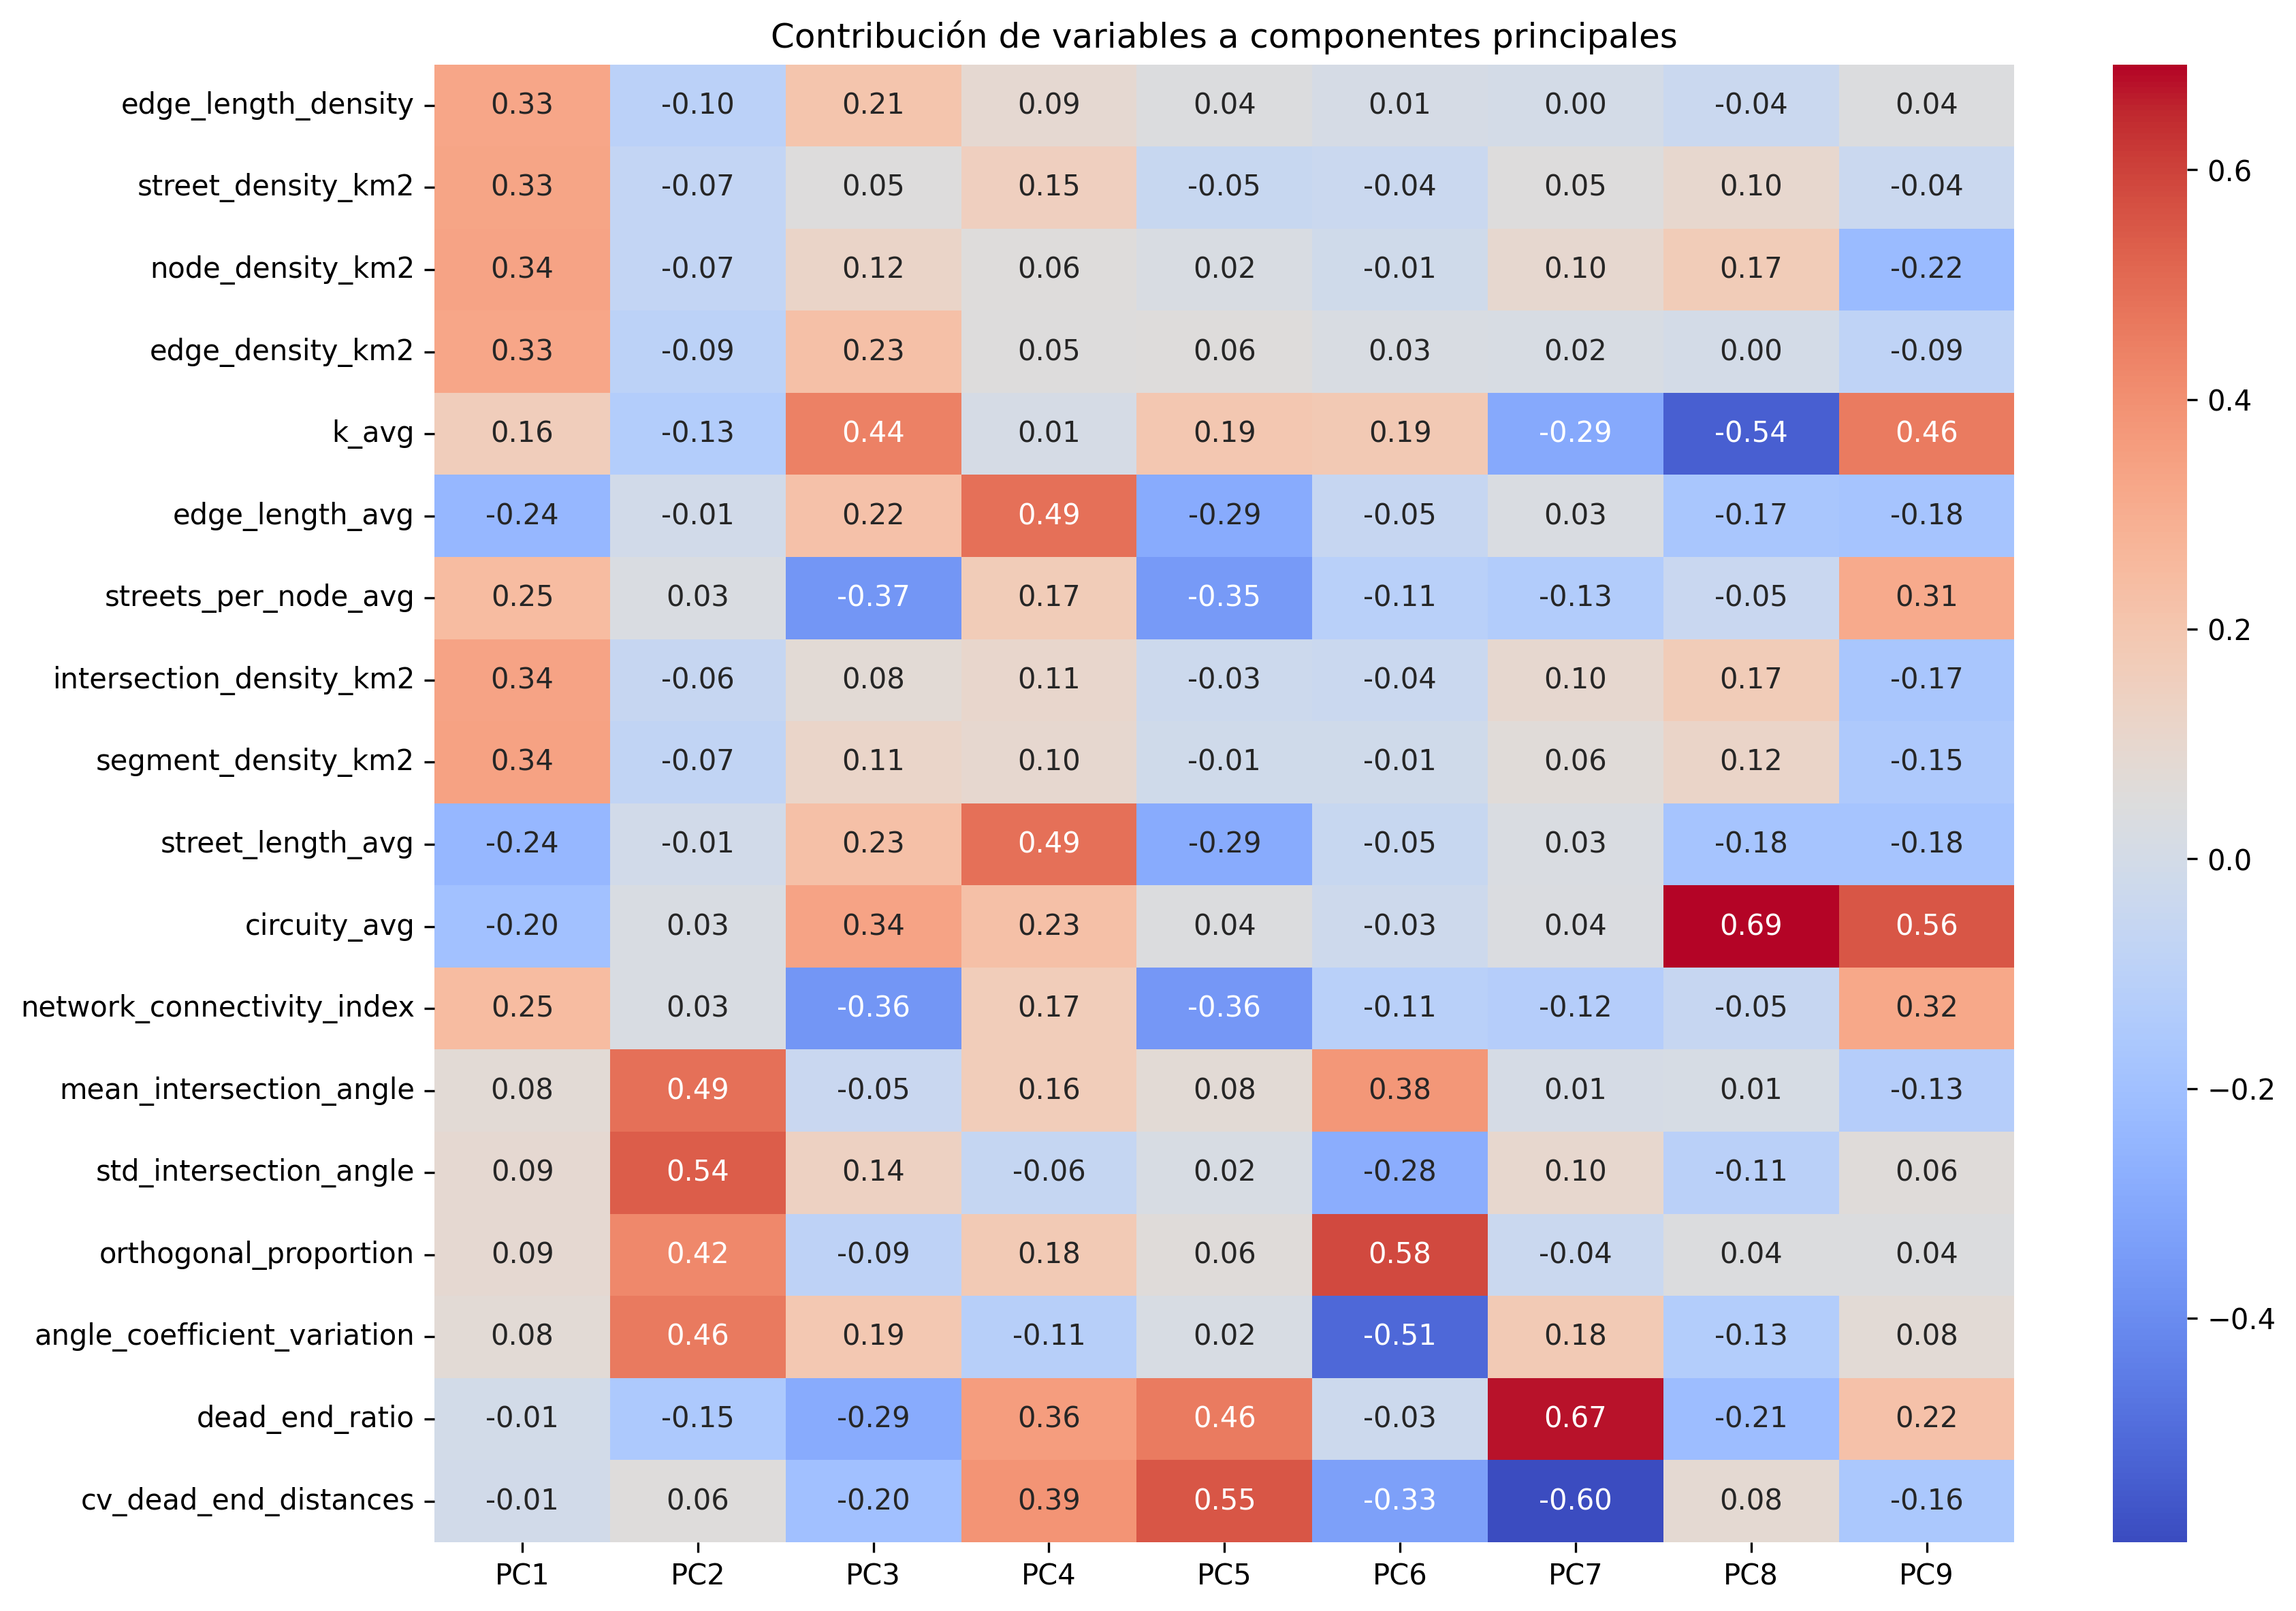 Contribución de variables a componentes principales
edge_length_density 0.33 -0.10 0.21 0.09 0.04 0.01 0.00 -0.04 0.04
street_density_km2 0.33 -0.07 0.05 0.15 -0.05 -0.04 0.05 0.10 -0.04
node_density_km2 0.34 -0.07 0.12 0.06 0.02 -0.01 0.10 0.17 -0.22
edge_density_km2 0.33 -0.09 0.23 0.05 0.06 0.03 0.02 0.00 -0.09
k_avg 0.16 -0.13 0.44 0.01 0.19 0.19 -0.29 -0.54 0.46
edge_length_avg -0.24 -0.01 0.22 0.49 -0.29 -0.05 0.03 -0.17 -0.18
streets_per_node_avg 0.25 0.03 -0.37 0.17 -0.35 -0.11 -0.13 -0.05 0.31
intersection_density_km2 0.34 -0.06 0.08 0.11 -0.03 -0.04 0.10 0.17 -0.17
segment_density_km2 0.34 -0.07 0.11 0.10 -0.01 -0.01 0.06 0.12 -0.15
street_length_avg -0.24 -0.01 0.23 0.49 -0.29 -0.05 0.03 -0.18 -0.18
circuity_avg -0.20 0.03 0.34 0.23 0.04 -0.03 0.04 0.69 0.56
network_connectivity_index 0.25 0.03 -0.36 0.17 -0.36 -0.11 -0.12 -0.05 0.32
mean_intersection_angle 0.08 0.49 -0.05 0.16 0.08 0.38 0.01 0.01 -0.13
std_intersection_angle 0.09 0.54 0.14 -0.06 0.02 -0.28 0.10 -0.11 0.06
orthogonal_proportion 0.09 0.42 -0.09 0.18 0.06 0.58 -0.04 0.04 0.04
angle_coefficient_variation 0.08 0.46 0.19 -0.11 0.02 -0.51 0.18 -0.13 0.08
dead_end_ratio -0.01 -0.15 -0.29 0.36 0.46 -0.03 0.67 -0.21 0.22
cv_dead_end_distances -0.01 0.06 -0.20 0.39 0.55 -0.33 -0.60 0.08 -0.16
PC1 PC2 PC3 PC4 PC5 PC6 PC7 PC8 PC9
0.6
0.4
0.2
0.0
−0.2
−0.4